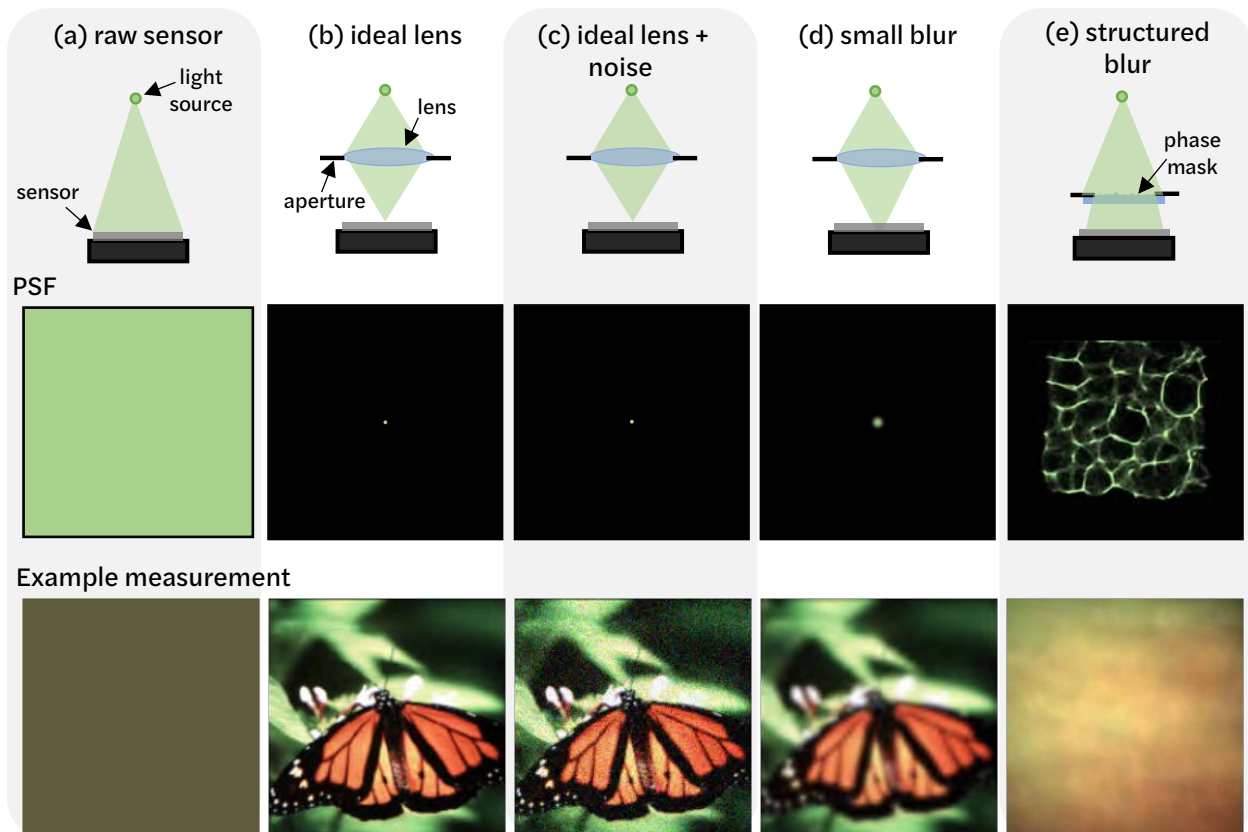 (a) raw sensor
(b) ideal lens
(c) ideal lens +
noise
(d) small blur
(e) structured
blur
light
source
sensor
lens
aperture
phase
mask
PSF
Example measurement